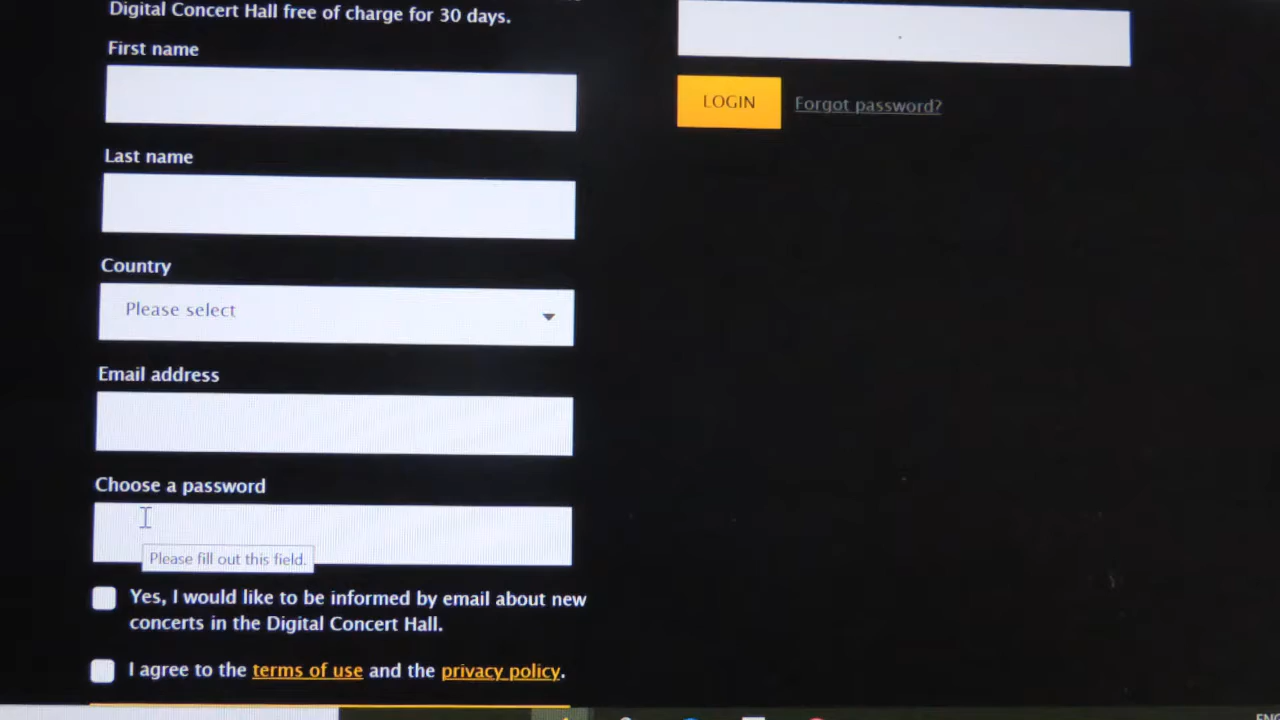 Digital Concert Hall free of charge for 30 days.
First name
Last name
Country
Please select
Email address
Choose a password
Please fill out this field.
Yes, I would like to be informed by email about new
concerts in the Digital Concert Hall.
I agree to the terms of use and the privacy policy.
LOGIN Forgot password?